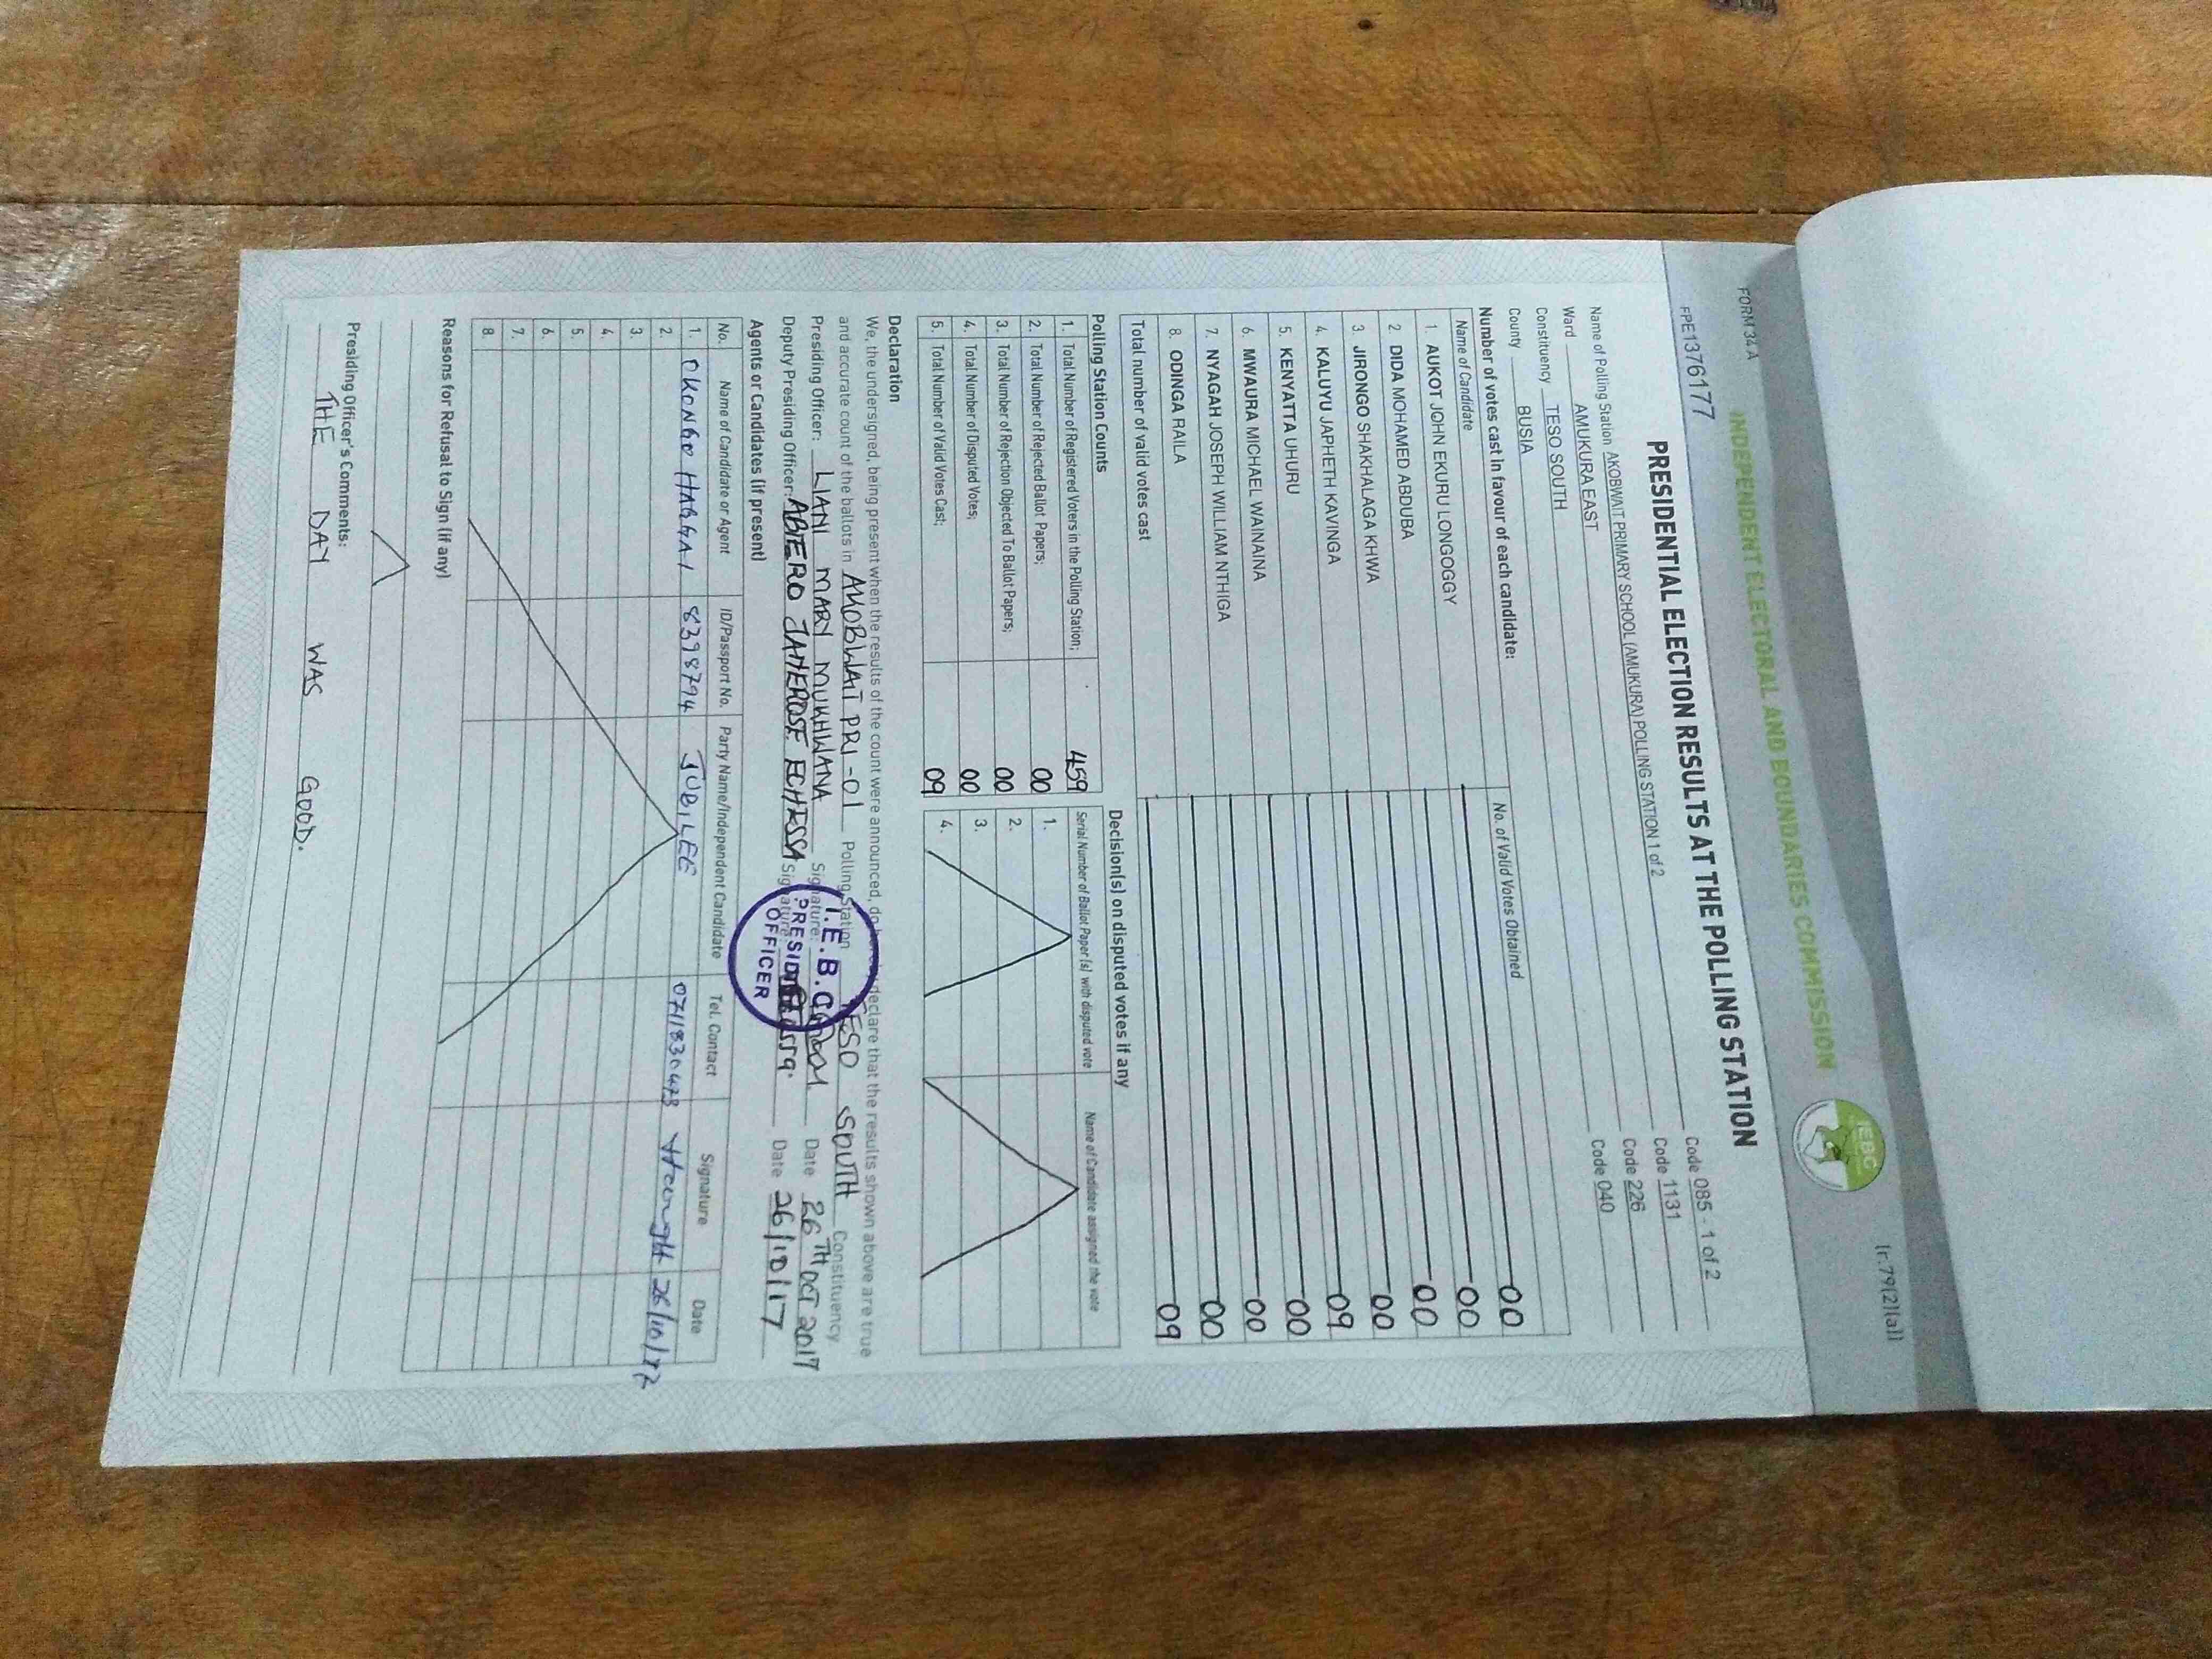 FORM 34 A
[r.79(2)(a)]
INDEPENDENT ELECTORAL AND BOUNDARIES COMMISSION
IEBC
FPE1376177
PRESIDENTIAL ELECTION RESULTS AT THE POLLING STATION
Name of Polling Station AKOBWAIT PRIMARY SCHOOL (AMUKURA) POLLING STATION 1 of 2 Code 085 - 1 of 2
Ward AMUKURA EAST Code 1131
Constituency TESO SOUTH Code 226
County BUSIA Code 040
Number of votes cast in favour of each candidate:
Name of Candidate No. of Valid Votes Obtained
1. AUKOT JOHN EKURU LONGOGGY 00
2 DIDA MOHAMED ABDUBA 00
3 JIRONGO SHAKHALAGA KHWA 00
4. KALUYU JAPHETH KAVINGA 00
5. KENYATTA UHURU 09
6. MWAURA MICHAEL WAINAINA 00
7. NYAGAH JOSEPH WILLIAM NTHIGA 00
8. ODINGA RAILA 00
Total number of valid votes cast 09
Polling Station Counts
1. Total Number of Registered Voters in the Polling Station; 459
2. Total Number of Rejected Ballot Papers; 00
3. Total Number of Rejection Objected To Ballot Papers; 00
4. Total Number of Disputed Votes; 00
5. Total Number of Valid Votes Cast; 09
Decision(s) on disputed votes if any
Serial Number of Ballot Paper (s) with disputed vote Name of Candidate assigned the vote
1.
2.
3.
4.
Declaration
We, the undersigned, being present when the results of the count were announced, do hereby declare that the results shown above are true
and accurate count of the ballots in AKOBWAIT PRI -01 Polling Station TESO SOUTH Constituency
Presiding Officer: LIANI MARY MUKHWANA Signature: Date 26TH OCT 2017
Deputy Presiding Officer: ABIERO JANEROSE ECHESSA Signature: Date 26/10/17
I.E.B.C
PRESIDING
OFFICER
Agents or Candidates (if present)
No. Name of Candidate or Agent ID/Passport No. Party Name/Independent Candidate Tel. Contact Signature Date
1. OKONGO HAGGAI 8398794 JUBILEE 0711830473 26/10/17
2.
3.
4.
5.
6.
7.
8.
Reasons for Refusal to Sign (if any)
Presiding Officer's Comments:
THE DAY WAS GOOD.